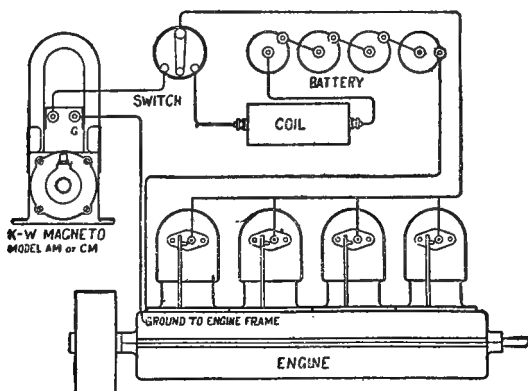 BATTERY
SWITCH
COIL
G
K-W MAGNETO
MODEL AM or CM
GROUND TO ENGINE FRAME
ENGINE